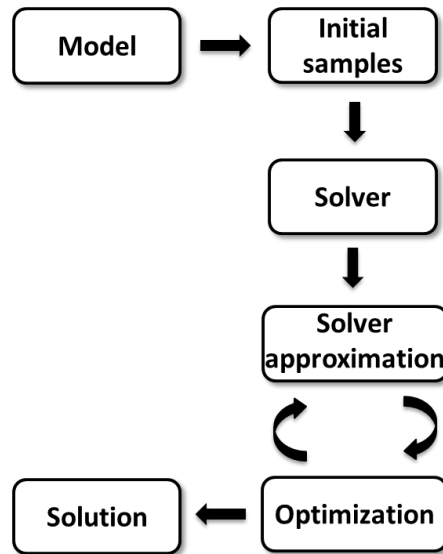 Model
Initial
samples
Solver
Solver
approximation
Optimization
Solution